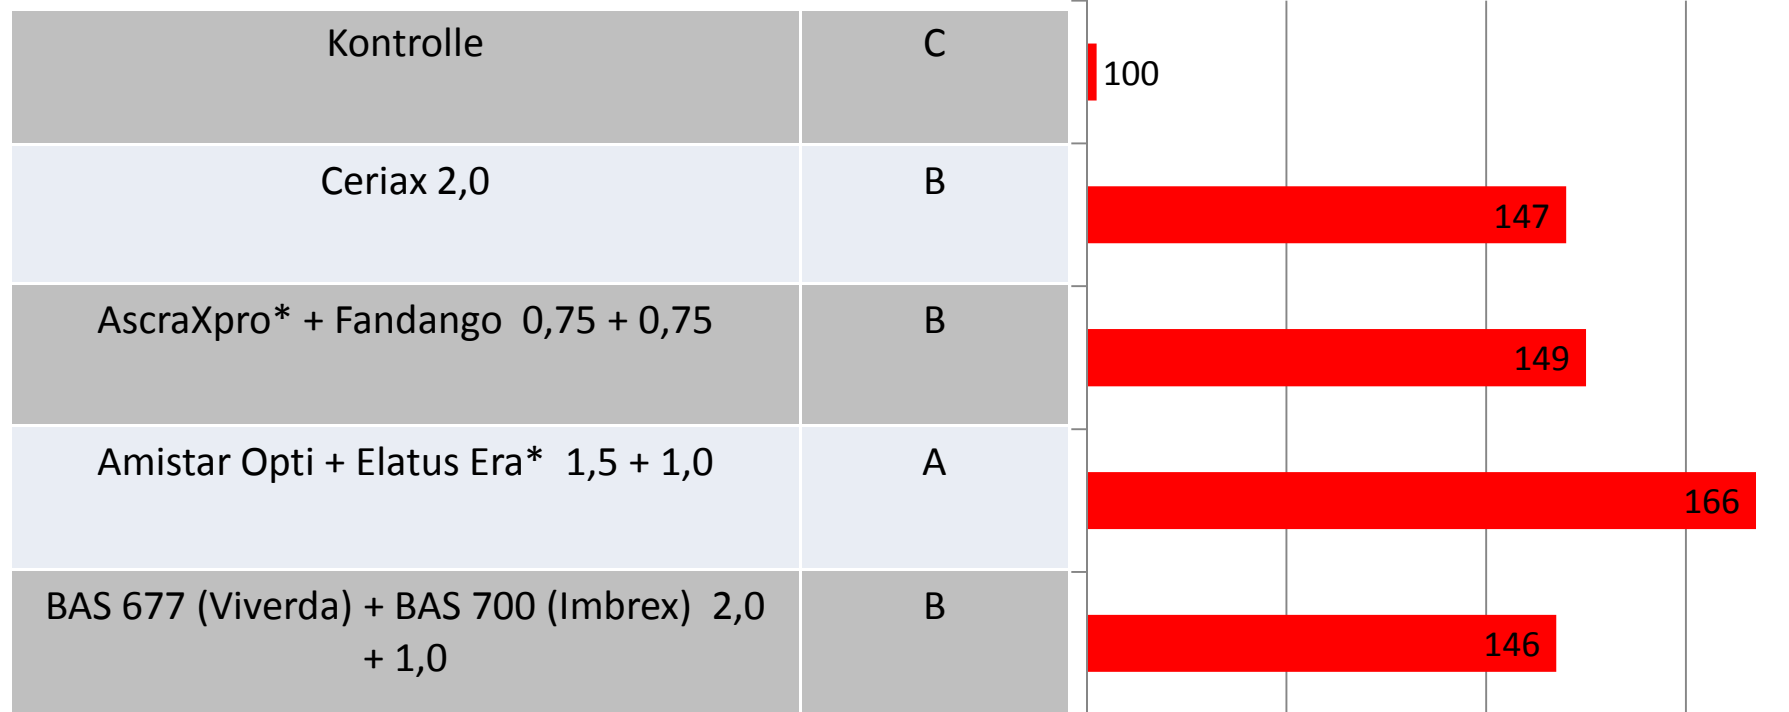 Kontrolle C 100
Ceriax 2,0 B 147
AscraXpro* + Fandango 0,75 + 0,75 B 149
Amistar Opti + Elatus Era* 1,5 + 1,0 A 166
BAS 677 (Viverda) + BAS 700 (Imbrex) 2,0 B 146
+ 1,0